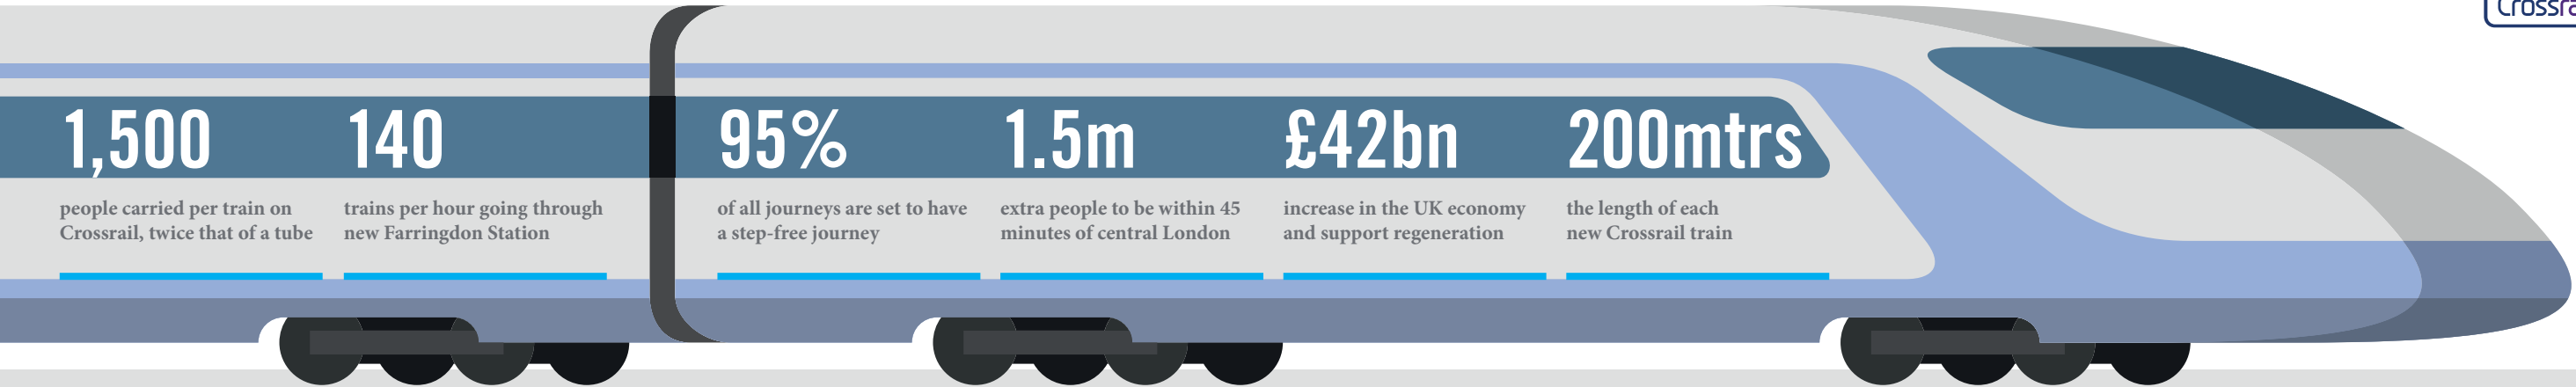 1,500
people carried per train on
Crossrail, twice that of a tube
140
trains per hour going through
new Farringdon Station
95%
of all journeys are set to have
a step-free journey
1.5m
extra people to be within 45
minutes of central London
£42bn
increase in the UK economy
and support regeneration
200mtrs
the length of each
new Crossrail train